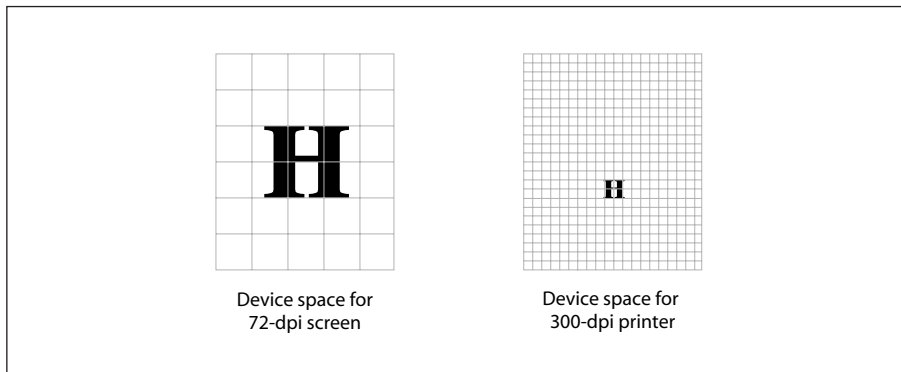 H
H
Device space for
72-dpi screen
Device space for
300-dpi printer